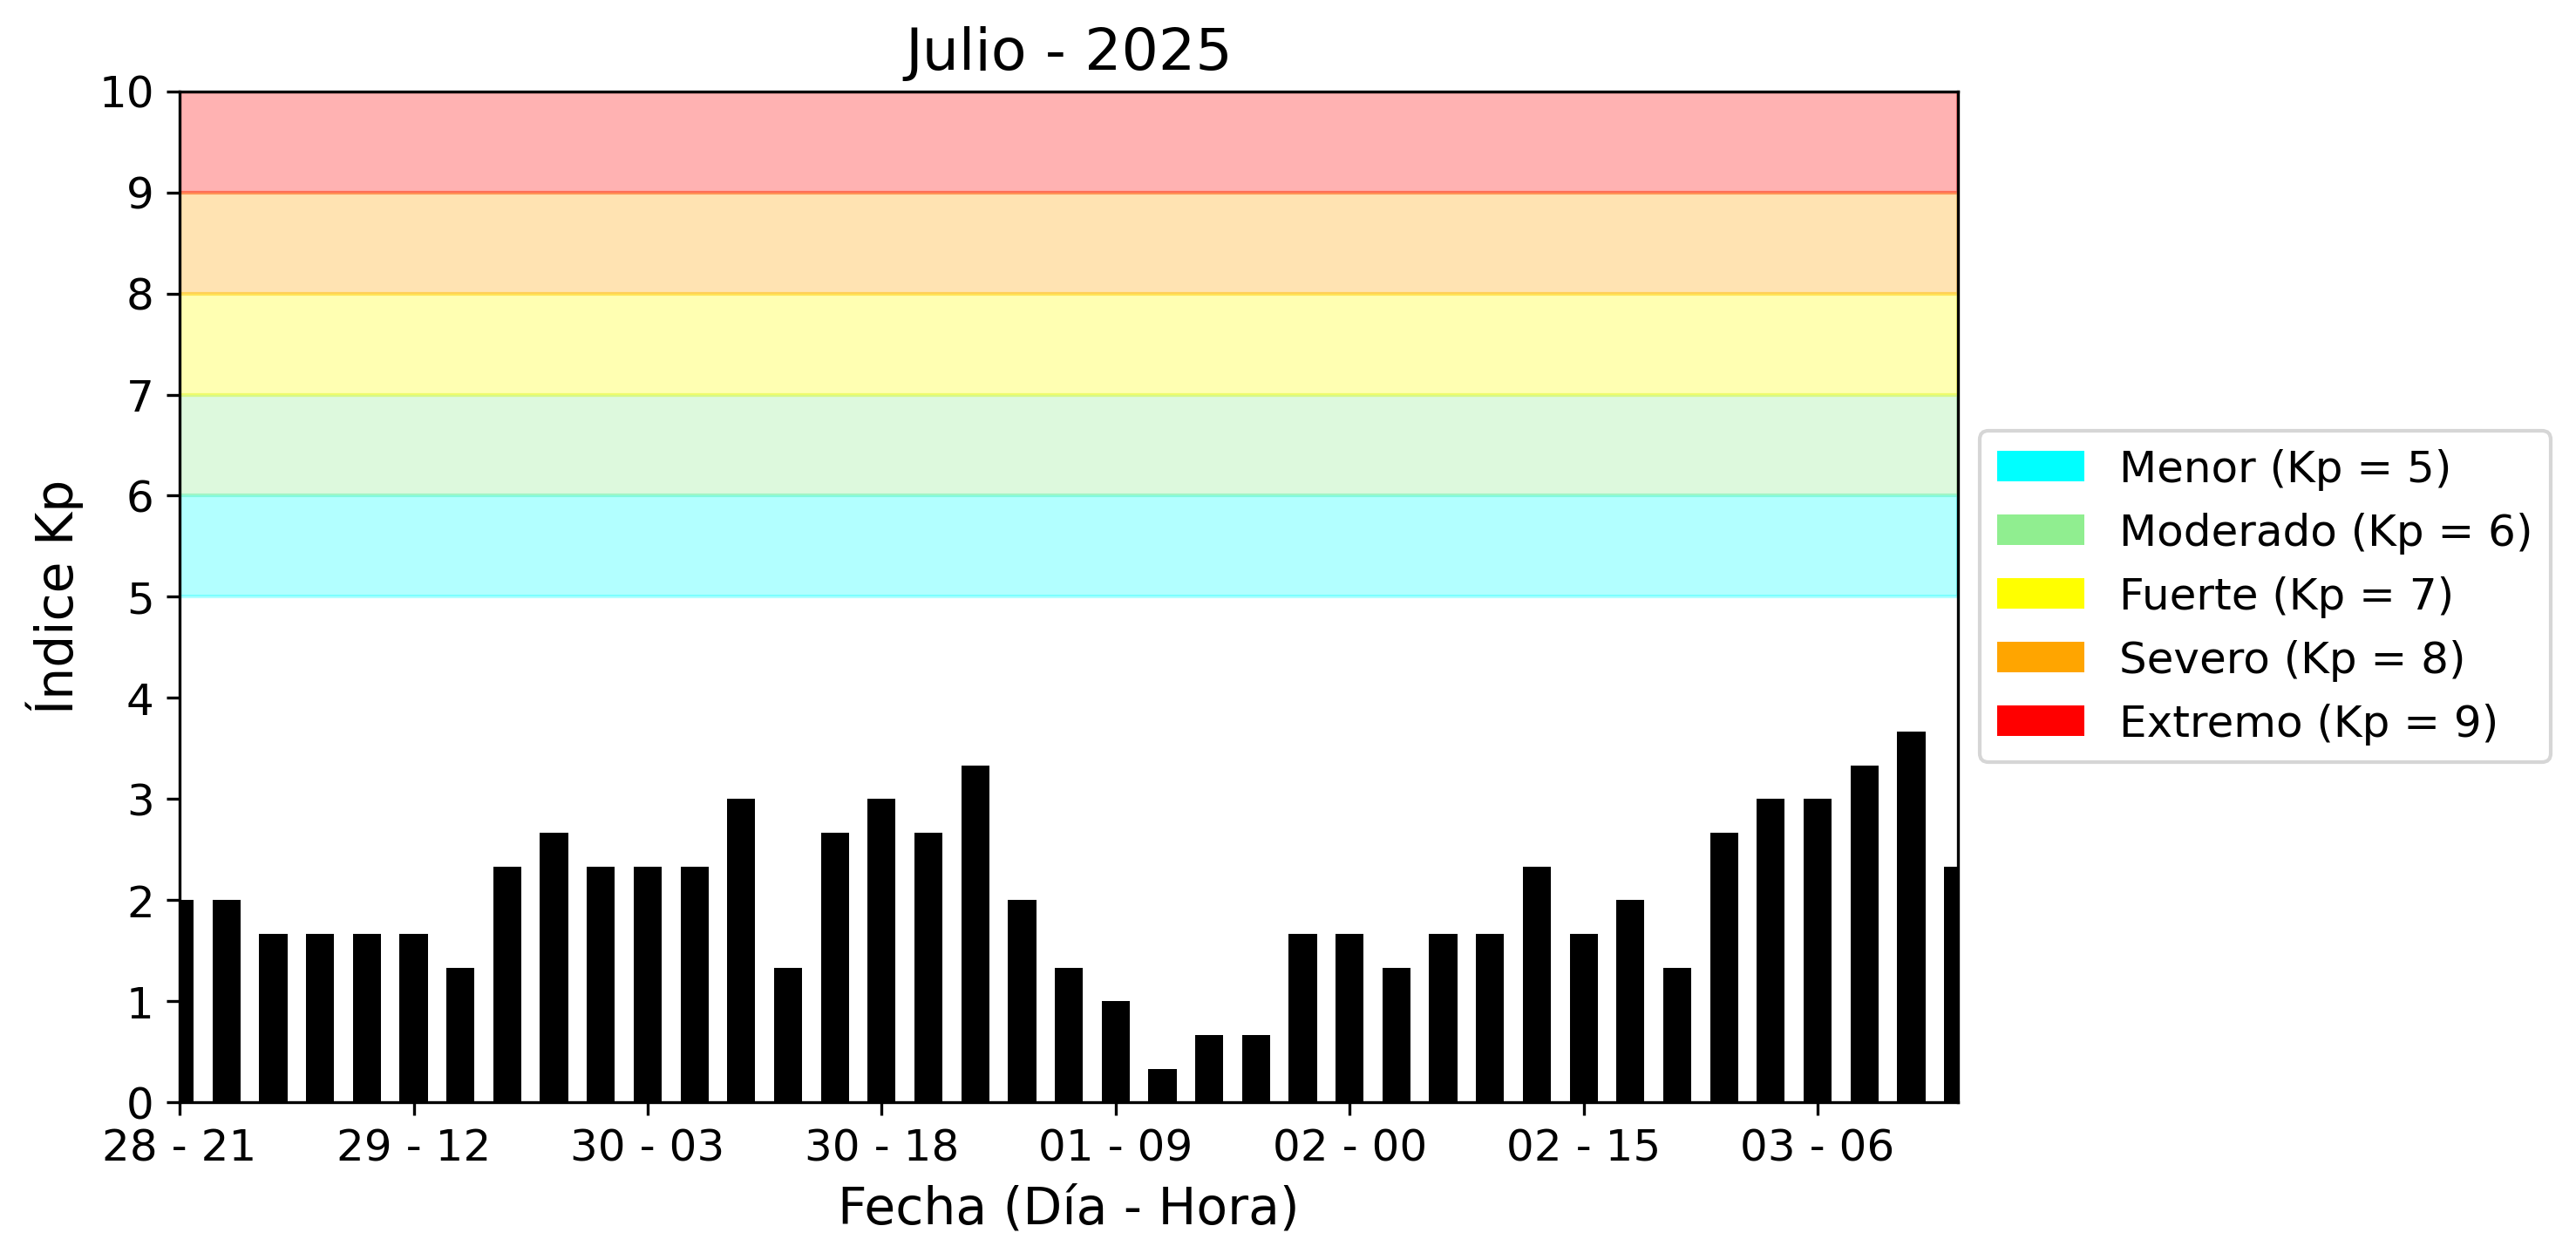 Julio - 2025
10
9
8
7
6
5
4
3
2
1
0
Índice Kp
28 - 21
29 - 12
30 - 03
30 - 18
01 - 09
02 - 00
02 - 15
03 - 06
Fecha (Día - Hora)
Menor (Kp = 5)
Moderado (Kp = 6)
Fuerte (Kp = 7)
Severo (Kp = 8)
Extremo (Kp = 9)